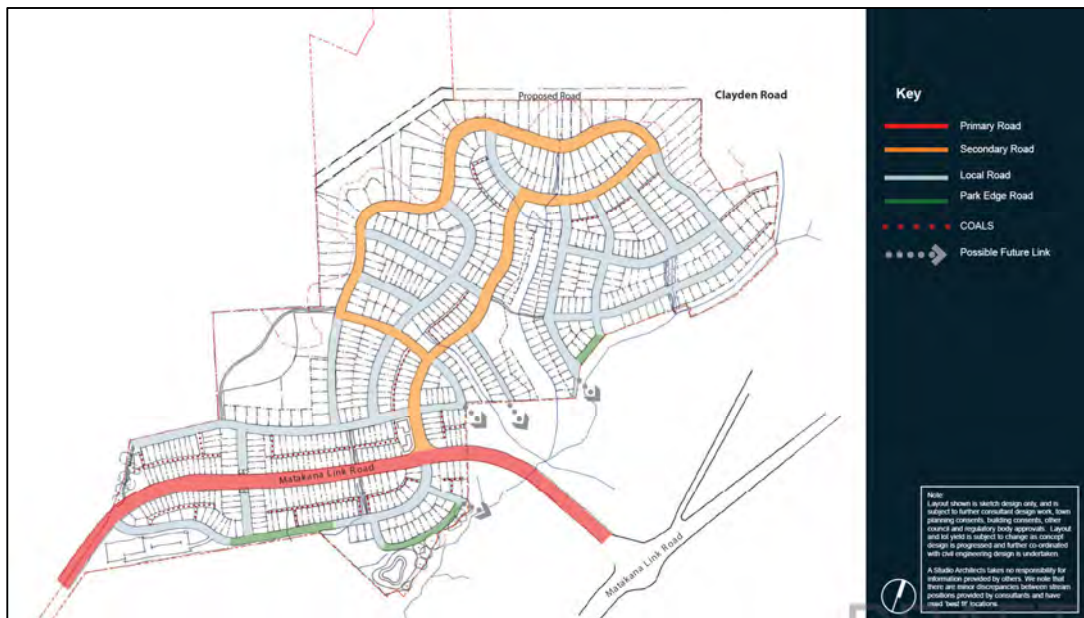 Proposed Road
Clayden Road
Matakana Link Road
Matakana Link Road
Key
Primary Road
Secondary Road
Local Road
Park Edge Road
COALS
Possible Future Link
Note:
Layout shown is sketch design only, and is
subject to further consultant design work, town
planning consents, building consents, other
council and regulatory body approvals. Layout
and lot yield is subject to change as concept
design is progressed and further co-ordinated
with civil engineering design is undertaken.
A Studio Architects takes no responsibility for
information provided by others. We note that
there are minor discrepancies between stream
positions provided by consultants and have
used 'best fit' locations.